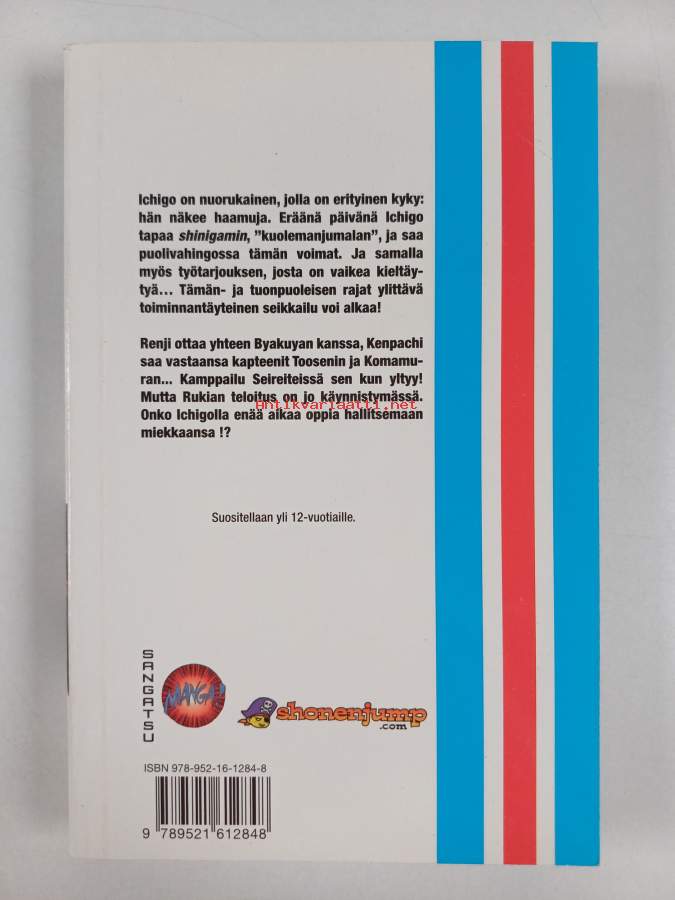 Ichigo on nuorukainen, jolla on erityinen kyky:
hän näkee haamuja. Eräänä päivänä Ichigo
tapaa shinigamin, ”kuolemanjumalan”, ja saa
puolivahingossa tämän voimat. Ja samalla
myös työtarjouksen, josta on vaikea kieltäy-
tyä... Tämän- ja tuonpuoleisen rajat ylittävä
toiminnantäyteinen seikkailu voi alkaa!
Renji ottaa yhteen Byakuyan kanssa, Kenpachi
saa vastaansa kapteenit Toosenin ja Komamu-
ran... Kamppailu Seireiteissä sen kun yltyy!
Mutta Rukian teloitus on jo käynnistymässä.
Antikvariaatti.net
Onko Ichigolla enää aikaa oppia hallitsemaan
miekkaansa !?
Suositellaan yli 12-vuotiaille.
SANGATSU
MANGA!
shonenjump
.com
ISBN 978-952-16-1284-8
9 789521 612848